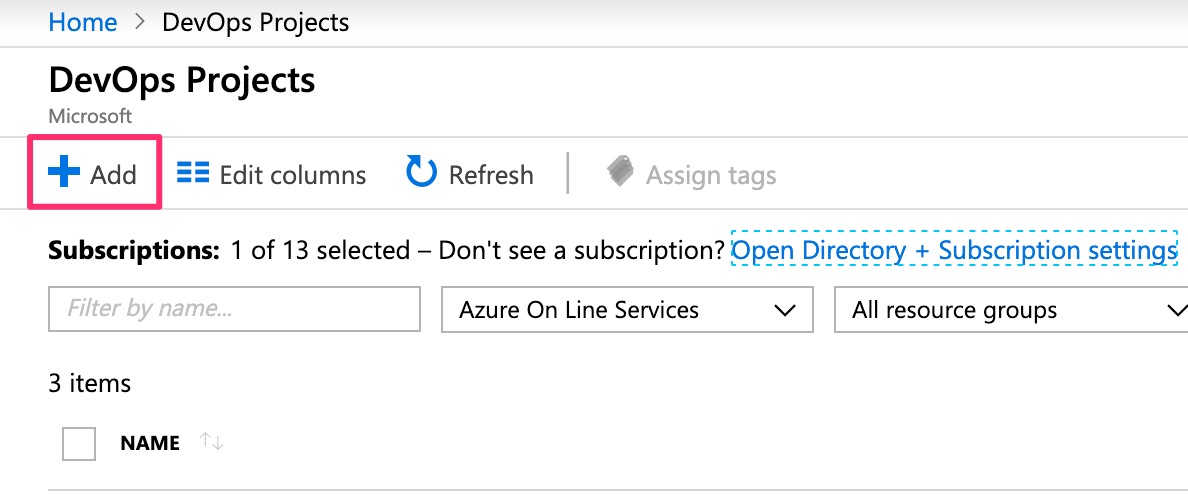 Home > DevOps Projects
DevOps Projects
Microsoft
Add Edit columns Refresh Assign tags
Subscriptions: 1 of 13 selected – Don't see a subscription? Open Directory + Subscription settings
Filter by name... Azure On Line Services All resource groups
3 items
NAME